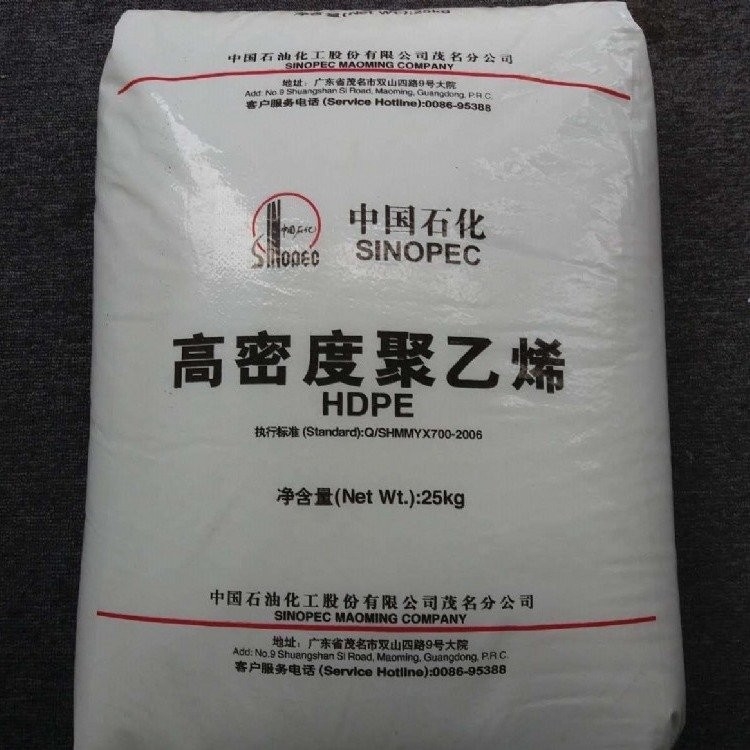 净含量(Net Wt.):25kg
中国石油化工股份有限公司茂名分公司
SINOPEC MAOMING COMPANY
地址:广东省茂名市双山四路9号大院
Add: No.9 Shuangshan Si Road, Maoming, Guangdong, P.R.C.
客户服务电话(Service Hotline):0086-95388
中国石化
SINOPEC
中国石化
SINOPEC
高密度聚乙烯
HDPE
执行标准(Standard):Q/SHMMYX700-2006
净含量(Net Wt.):25kg
中国石油化工股份有限公司茂名分公司
SINOPEC MAOMING COMPANY
地址:广东省茂名市双山四路9号大院
Add: No.9 Shuangshan Si Road, Maoming, Guangdong, P.R.C.
客户服务电话(Service Hotline):0086-95388